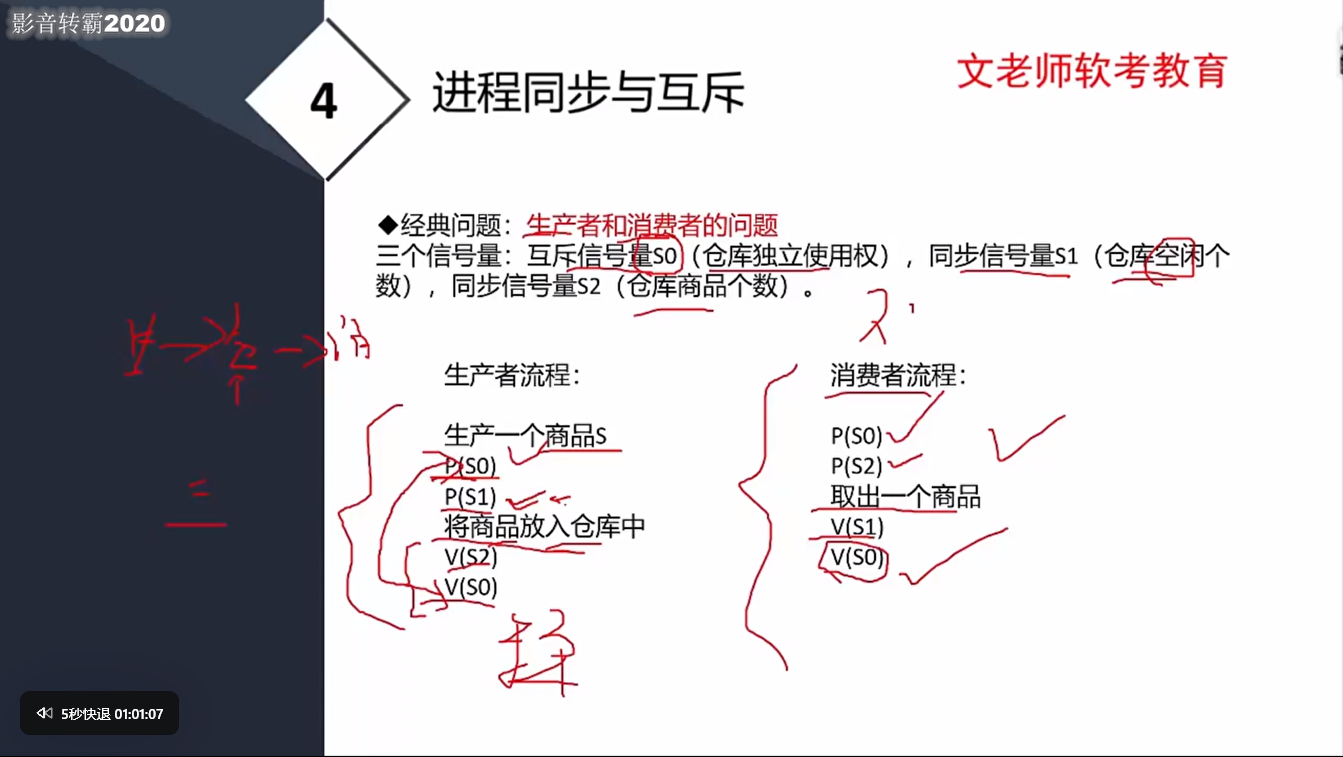 影音转霸2020
4
进程同步与互斥
文老师软考教育
◆经典问题：生产者和消费者的问题
三个信号量：互斥信号量S0（仓库独立使用权），同步信号量S1（仓库空闲个
数），同步信号量S2（仓库商品个数）。
生产者流程：
生产一个商品S
P(S0)
P(S1)
将商品放入仓库中
V(S2)
V(S0)
消费者流程：
P(S0)
P(S2)
取出一个商品
V(S1)
V(S0)
5秒快退 01:01:07